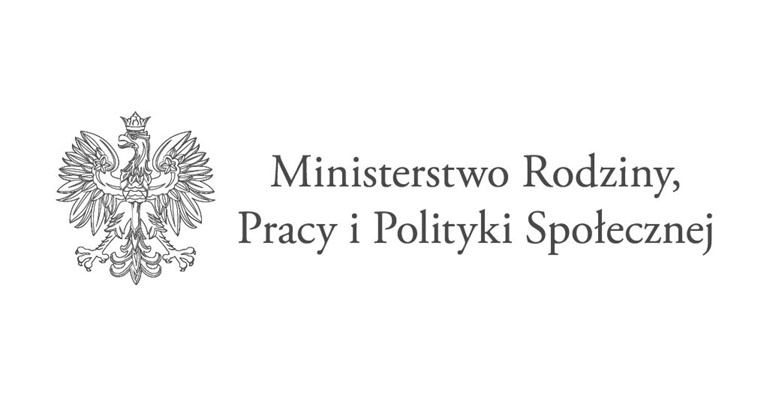 Ministerstwo Rodziny,
Pracy i Polityki Społecznej